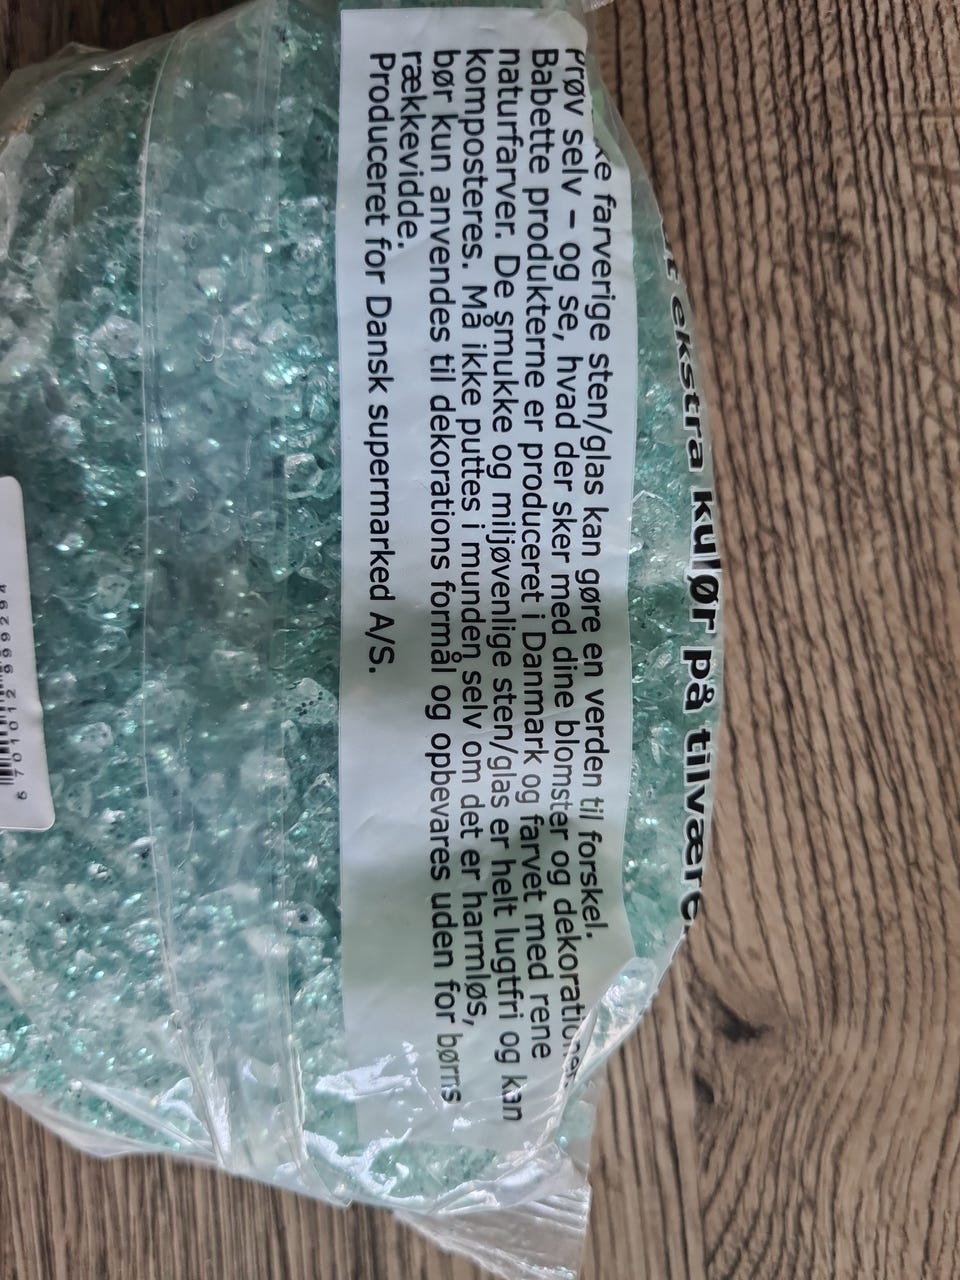 ekstra kulør på
farverige sten/glas kan gøre en verden til forskel.
Prøv selv – og se, hvad der sker med dine blomster og dekorationer.
Babette produkterne er produceret i Danmark og farvet med rene
naturfarver. De smukke og miljøvenlige sten/glas er helt lugtfri og kan
komposteres. Må ikke puttes i munden selv om det er harmløs,
bør kun anvendes til dekorations formål og opbevares uden for børns
rækkevidde.
Produceret for Dansk supermarked A/S.